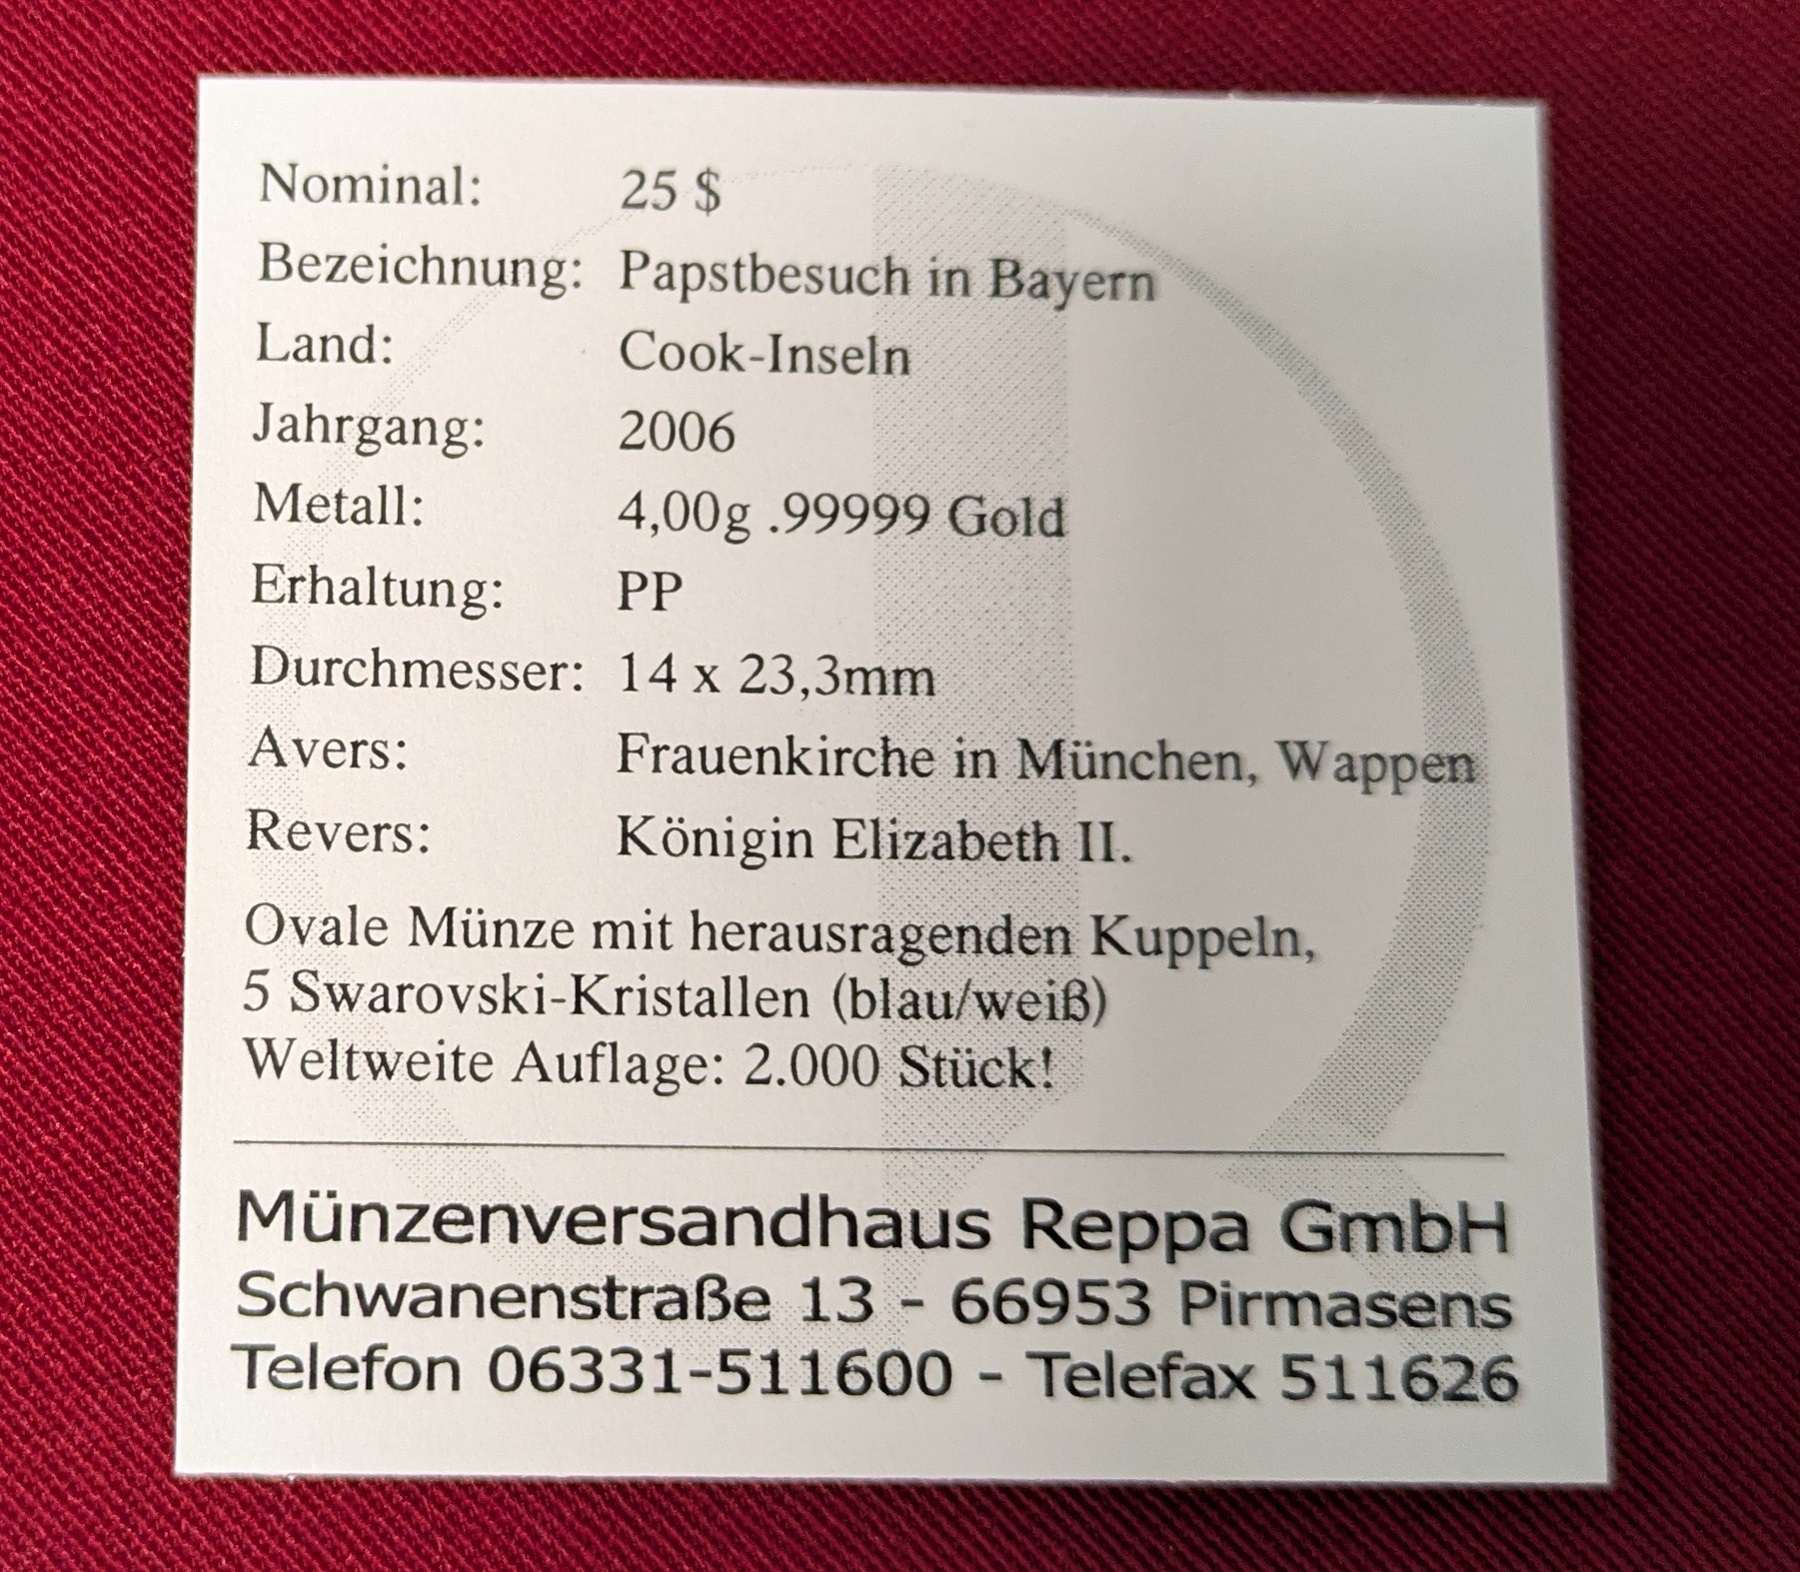 Nominal: 25 $
Bezeichnung: Papstbesuch in Bayern
Land: Cook-Inseln
Jahrgang: 2006
Metall: 4,00g .99999 Gold
Erhaltung: PP
Durchmesser: 14 x 23,3mm
Avers: Frauenkirche in München, Wappen
Revers: Königin Elizabeth II.
Ovale Münze mit herausragenden Kuppeln,
5 Swarovski-Kristallen (blau/weiß)
Weltweite Auflage: 2.000 Stück!
Münzenversandhaus Reppa GmbH
Schwanenstraße 13 - 66953 Pirmasens
Telefon 06331-511600 - Telefax 511626